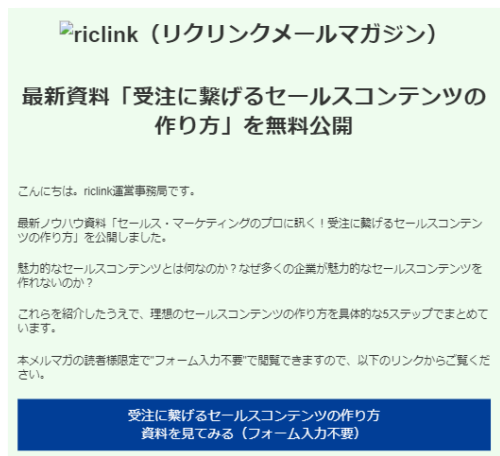 riclink（リクリンクメールマガジン）
最新資料「受注に繋げるセールスコンテンツの
作り方」を無料公開
こんにちは。riclink運営事務局です。
最新ノウハウ資料「セールス・マーケティングのプロに訊く！受注に繋げるセールスコンテン
ツの作り方」を公開しました。
魅力的なセールスコンテンツとは何なのか？なぜ多くの企業が魅力的なセールスコンテンツを
作れないのか？
これらを紹介したうえで、理想のセールスコンテンツの作り方を具体的な5ステップでまとめて
います。
本メルマガの読者様限定で"フォーム入力不要"で閲覧できますので、以下のリンクからご覧くだ
さい。
受注に繋げるセールスコンテンツの作り方
資料を見てみる（フォーム入力不要）